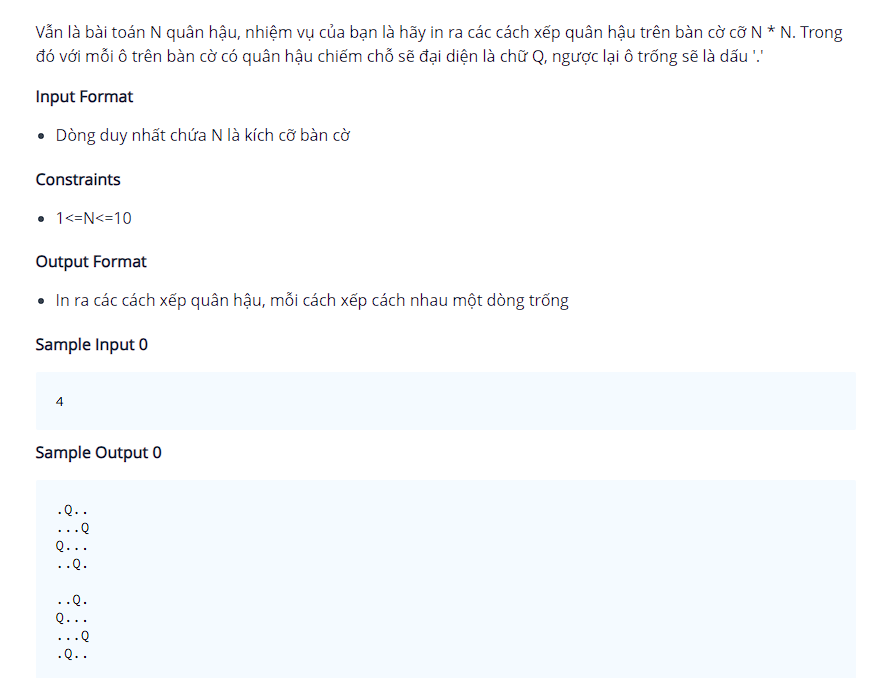 Vẫn là bài toán N quân hậu, nhiệm vụ của bạn là hãy in ra các cách xếp quân hậu trên bàn cờ cỡ N * N. Trong
đó với mỗi ô trên bàn cờ có quân hậu chiếm chỗ sẽ đại diện là chữ Q, ngược lại ô trống sẽ là dấu '.'
Input Format
• Dòng duy nhất chứa N là kích cỡ bàn cờ
Constraints
• 1<=N<=10
Output Format
• In ra các cách xếp quân hậu, mỗi cách xếp cách nhau một dòng trống
Sample Input 0
4
Sample Output 0
.Q..
...Q
Q...
..Q.

..Q.
Q...
...Q
.Q..